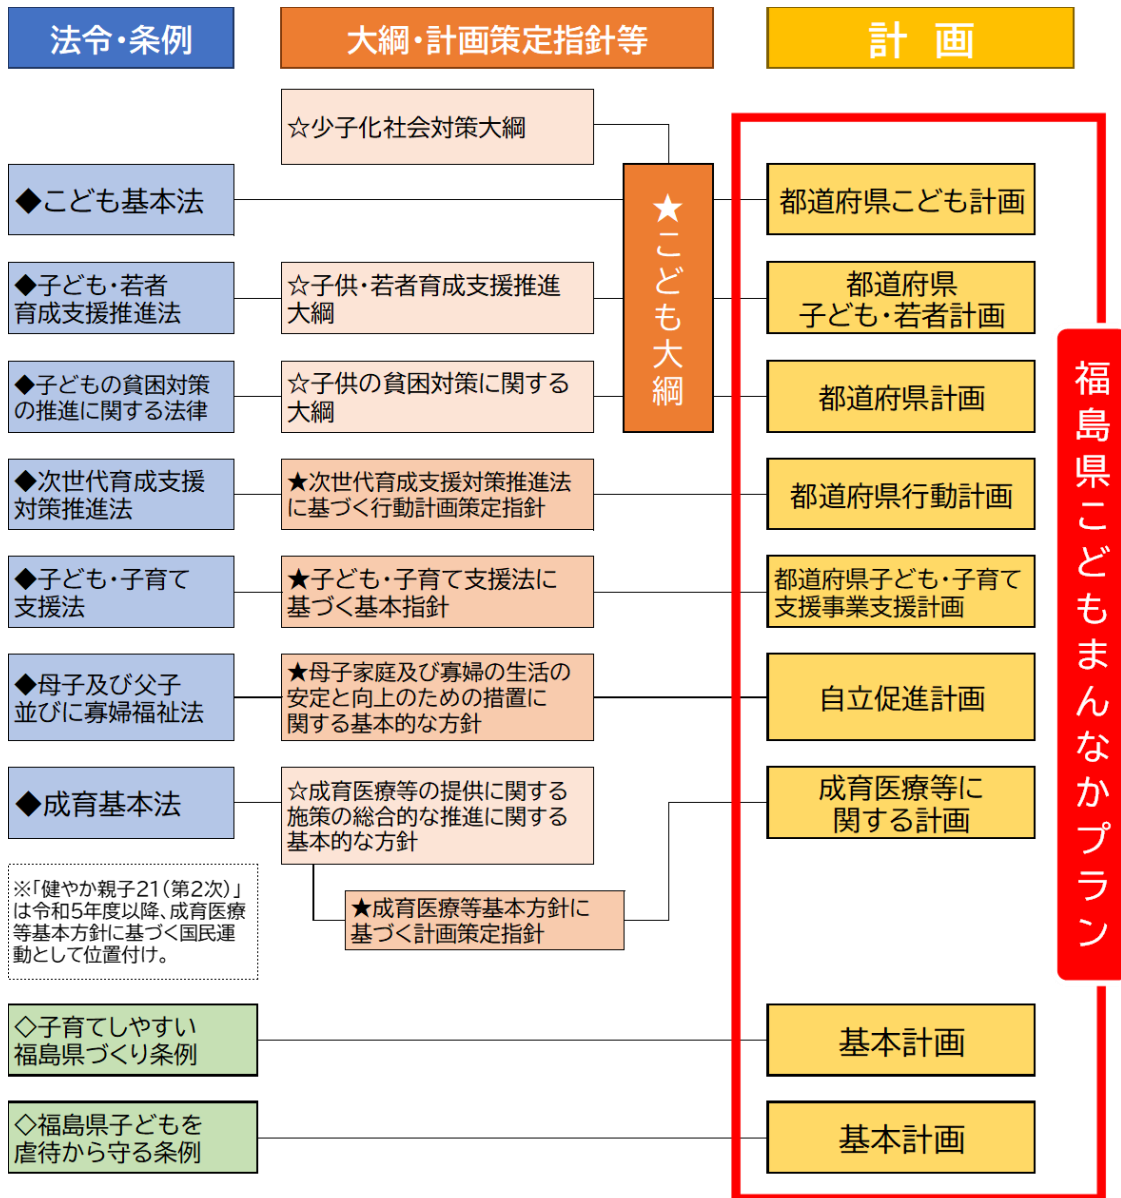 法令・条例
大綱・計画策定指針等
計　画
☆少子化社会対策大綱
◆こども基本法
★こども大綱
都道府県こども計画
◆子ども・若者
育成支援推進法
☆子供・若者育成支援推進
大綱
都道府県
子ども・若者計画
◆子どもの貧困対策
の推進に関する法律
☆子供の貧困対策に関する
大綱
都道府県計画
◆次世代育成支援
対策推進法
★次世代育成支援対策推進法
に基づく行動計画策定指針
都道府県行動計画
◆子ども・子育て
支援法
★子ども・子育て支援法に
基づく基本指針
都道府県子ども・子育て
支援事業支援計画
◆母子及び父子
並びに寡婦福祉法
★母子家庭及び寡婦の生活の
安定と向上のための措置に
関する基本的な方針
自立促進計画
◆成育基本法
☆成育医療等の提供に関する
施策の総合的な推進に関する
基本的な方針
成育医療等に
関する計画
※「健やか親子21(第2次)」
は令和5年度以降、成育医療
等基本方針に基づく国民運
動として位置付け。
★成育医療等基本方針に
基づく計画策定指針
◇子育てしやすい
福島県づくり条例
基本計画
◇福島県子どもを
虐待から守る条例
基本計画
福島県こどもまんなかプラン